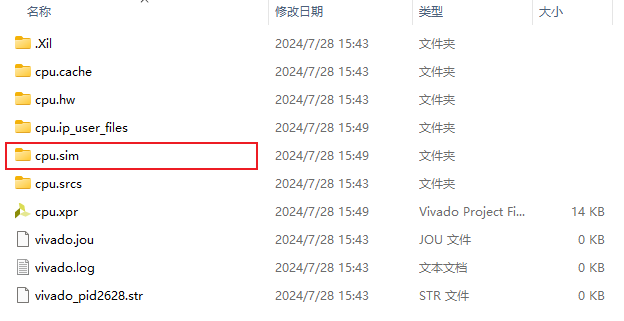 名称 修改日期 类型 大小
.Xil 2024/7/28 15:43 文件夹
cpu.cache 2024/7/28 15:43 文件夹
cpu.hw 2024/7/28 15:43 文件夹
cpu.ip_user_files 2024/7/28 15:49 文件夹
cpu.sim 2024/7/28 15:49 文件夹
cpu.srcs 2024/7/28 15:43 文件夹
cpu.xpr 2024/7/28 15:49 Vivado Project Fi... 14 KB
vivado.jou 2024/7/28 15:43 JOU 文件 0 KB
vivado.log 2024/7/28 15:43 文本文档 0 KB
vivado_pid2628.str 2024/7/28 15:43 STR 文件 0 KB